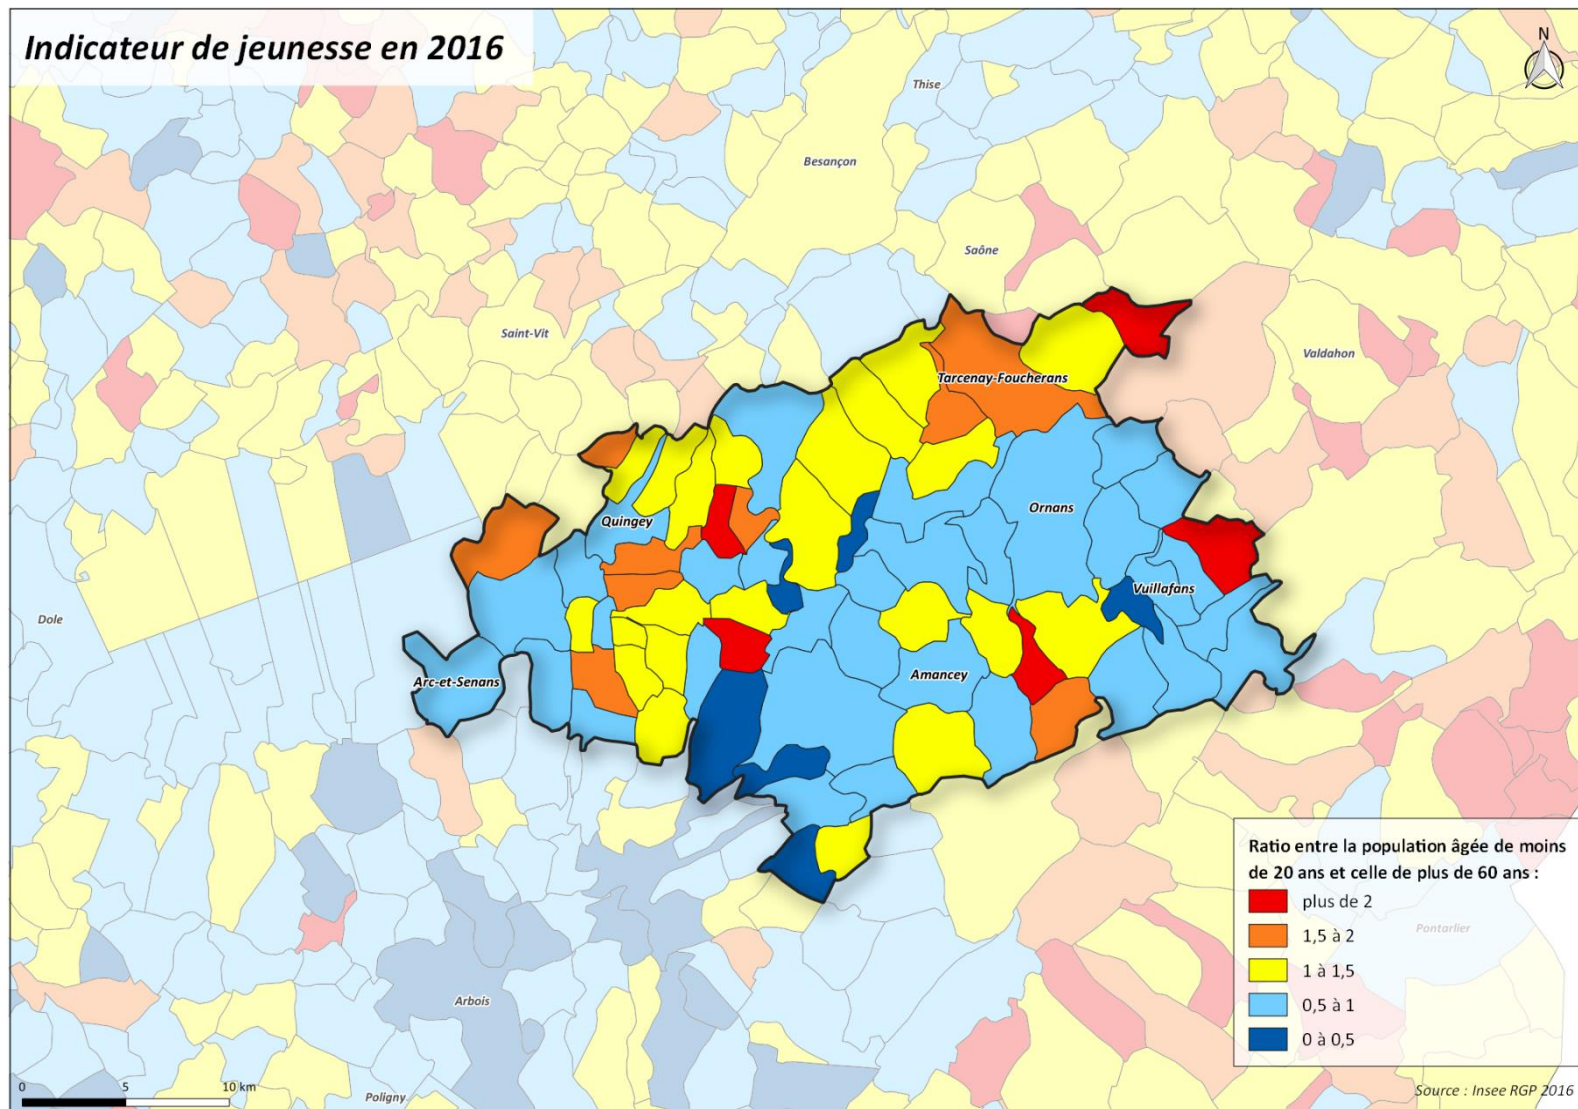 Indicateur de jeunesse en 2016
N
Thise
Besançon
Saône
Saint-Vit
Valdahon
Tarcenay-Foucherans
Ornans
Quingey
Vuillafans
Dole
Amancey
Arc-et-Senans
Ratio entre la population âgée de moins
de 20 ans et celle de plus de 60 ans :
plus de 2
1,5 à 2
1 à 1,5
0,5 à 1
0 à 0,5
Pontarlier
Arbois
Poligny
0 5 10 km
Source : Insee RGP 2016